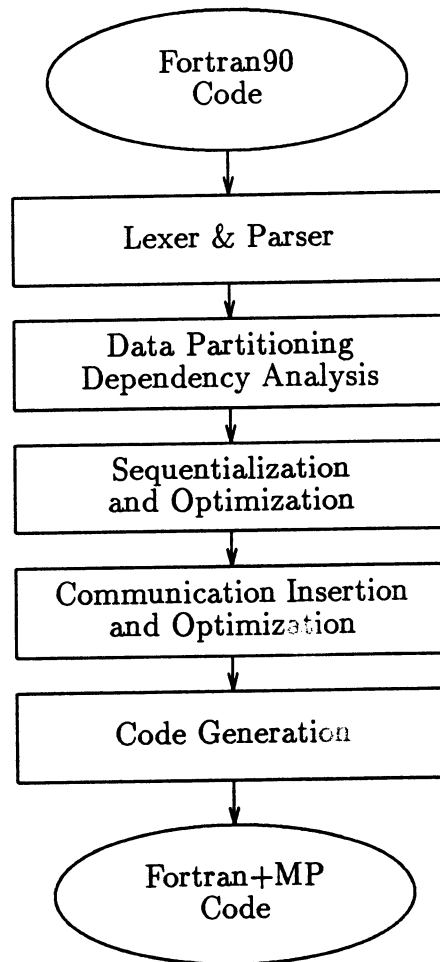 Fortran90
Code
Lexer & Parser
Data Partitioning
Dependency Analysis
Sequentialization
and Optimization
Communication Insertion
and Optimization
Code Generation
Fortran+MP
Code